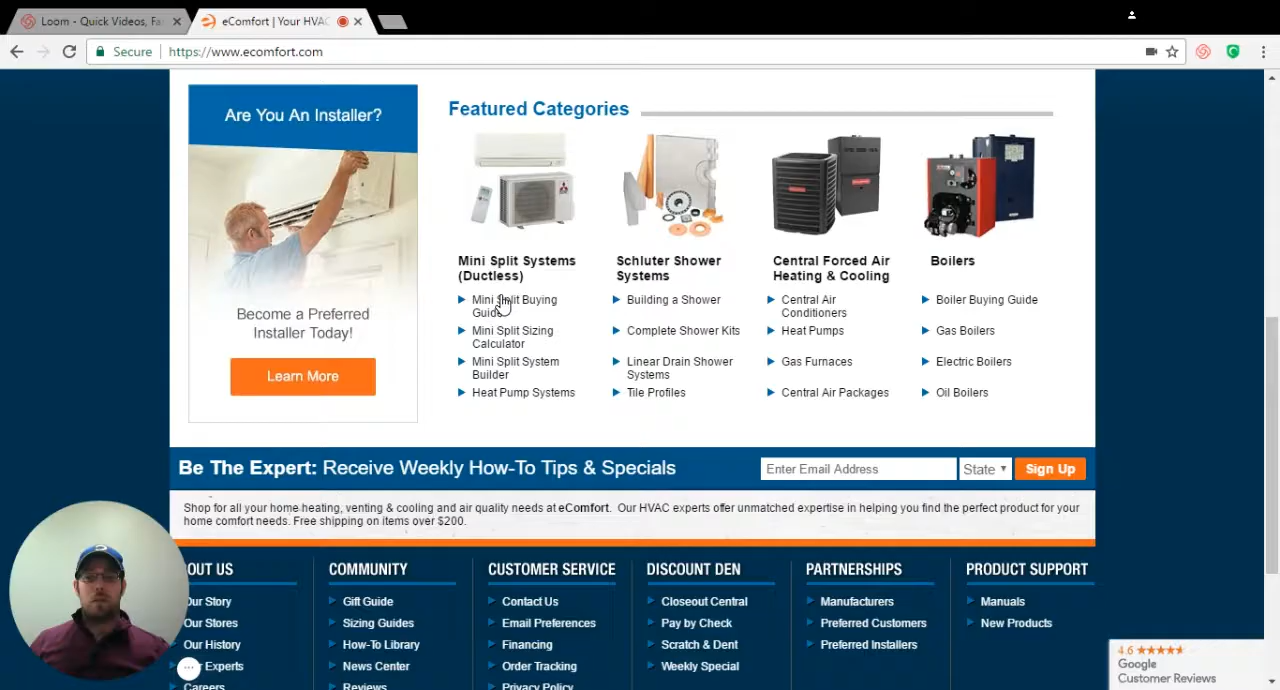 Loom - Quick Videos, Fa
eComfort | Your HVA
Secure
https://www.ecomfort.com
Are You An Installer?
Become a Preferred
Installer Today!
Learn More
Featured Categories
Mini Split Systems
(Ductless)
Mini Split Buying
Guide
Mini Split Sizing
Calculator
Mini Split System
Builder
Heat Pump Systems
Schluter Shower
Systems
Building a Shower
Complete Shower Kits
Linear Drain Shower
Systems
Tile Profiles
Central Forced Air
Heating & Cooling
Central Air
Conditioners
Heat Pumps
Gas Furnaces
Central Air Packages
Boilers
Boiler Buying Guide
Gas Boilers
Electric Boilers
Oil Boilers
Be The Expert: Receive Weekly How-To Tips & Specials
Enter Email Address
State
Sign Up
Shop for all your home heating, venting & cooling and air quality needs at eComfort. Our HVAC experts offer unmatched expertise in helping you find the perfect product for your
home comfort needs. Free shipping on items over $200.
OUT US
Our Story
Our Stores
Our History
Experts
Careers
COMMUNITY
Gift Guide
Sizing Guides
How-To Library
News Center
Reviews
CUSTOMER SERVICE
Contact Us
Email Preferences
Financing
Order Tracking
Privacy Policy
DISCOUNT DEN
Closeout Central
Pay by Check
Scratch & Dent
Weekly Special
PARTNERSHIPS
Manufacturers
Preferred Customers
Preferred Installers
PRODUCT SUPPORT
Manuals
New Products
4.6
Google
Customer Reviews